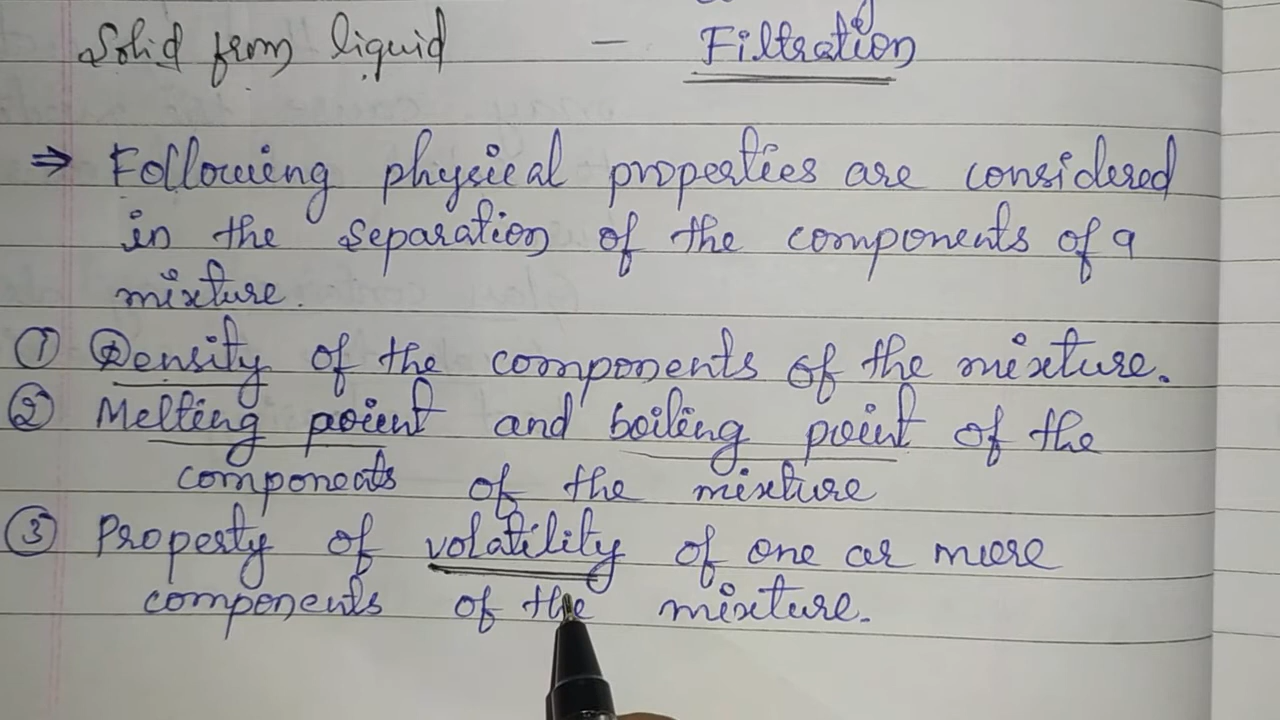 Solid from liquid — Filtration
⇒ Following physical properties are considered
in the separation of the components of a
mixture.
① Density of the components of the mixture.
② Melting point and boiling point of the
components of the mixture
③ Property of volatility of one or more
components of the mixture.